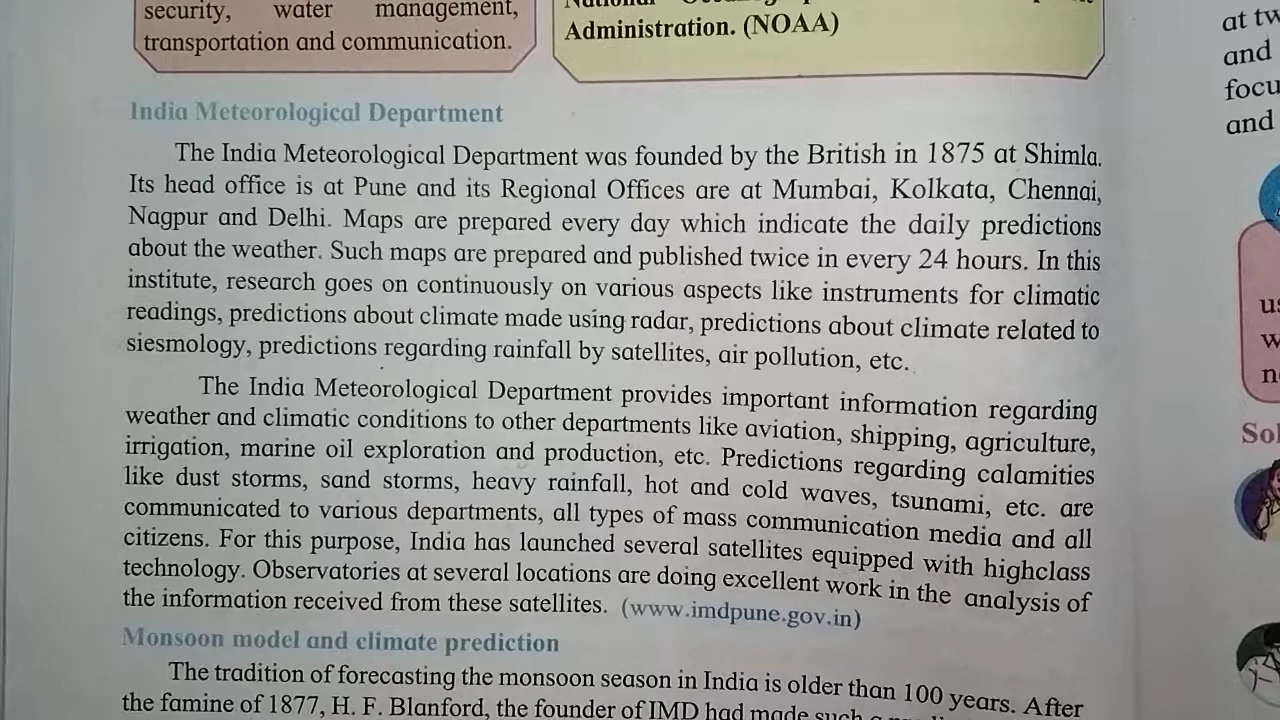 security, water management,
transportation and communication.
National
Administration. (NOAA)
India Meteorological Department
The India Meteorological Department was founded by the British in 1875 at Shimla.
Its head office is at Pune and its Regional Offices are at Mumbai, Kolkata, Chennai,
Nagpur and Delhi. Maps are prepared every day which indicate the daily predictions
about the weather. Such maps are prepared and published twice in every 24 hours. In this
institute, research goes on continuously on various aspects like instruments for climatic
readings, predictions about climate made using radar, predictions about climate related to
siesmology, predictions regarding rainfall by satellites, air pollution, etc.
The India Meteorological Department provides important information regarding
weather and climatic conditions to other departments like aviation, shipping, agriculture,
irrigation, marine oil exploration and production, etc. Predictions regarding calamities
like dust storms, sand storms, heavy rainfall, hot and cold waves, tsunami, etc. are
communicated to various departments, all types of mass communication media and all
citizens. For this purpose, India has launched several satellites equipped with highclass
technology. Observatories at several locations are doing excellent work in the analysis of
the information received from these satellites. (www.imdpune.gov.in)
Monsoon model and climate prediction
The tradition of forecasting the monsoon season in India is older than 100 years. After
the famine of 1877, H. F. Blanford, the founder of IMD had made such a
at tw
and
focu
and
us
w
n
Sol